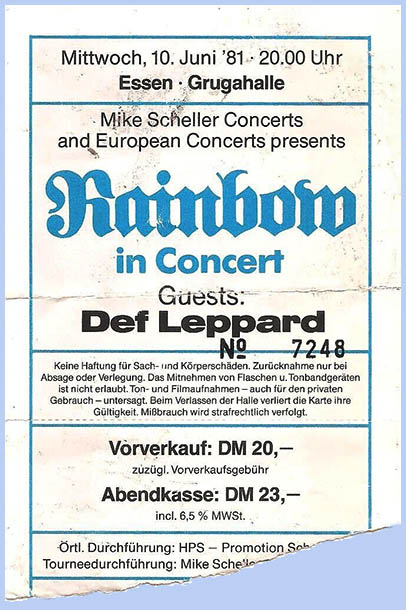 Mittwoch, 10. Juni '81 · 20.00 Uhr
Essen · Grugahalle
Mike Scheller Concerts
and European Concerts presents
Rainbow
in Concert
Guests:
Def Leppard
Nº 7248
Keine Haftung für Sach- und Körperschäden. Zurücknahme nur bei
Absage oder Verlegung. Das Mitnehmen von Flaschen u. Tonbandgeräten
ist nicht erlaubt. Ton- und Filmaufnahmen – auch für den privaten
Gebrauch – untersagt. Beim Verlassen der Halle verliert die Karte ihre
Gültigkeit. Mißbrauch wird strafrechtlich verfolgt.
Vorverkauf: DM 20,—
zuzügl. Vorverkaufsgebühr
Abendkasse: DM 23,—
incl. 6,5 % MWSt.
Örtl. Durchführung: HPS – Promotion
Tourneedurchführung: Mike